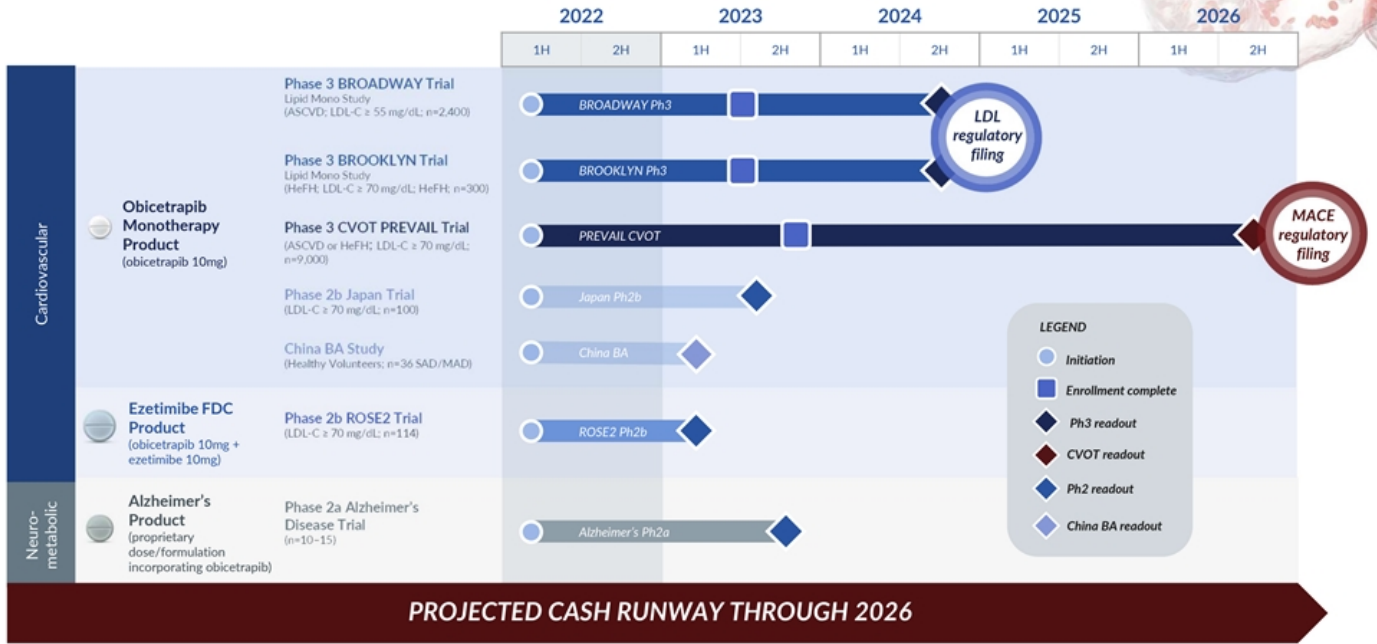 2022 2023 2024 2025 2026
1H 2H 1H 2H 1H 2H 1H 2H 1H 2H
Cardiovascular
Obicetrapib
Monotherapy
Product
(obicetrapib 10mg)
Phase 3 BROADWAY Trial
Lipid Mono Study
(ASCVD; LDL-C ≥ 55 mg/dL; n=2,400)
BROADWAY Ph3
Phase 3 BROOKLYN Trial
Lipid Mono Study
(HeFH; LDL-C ≥ 70 mg/dL; HeFH; n=300)
BROOKLYN Ph3
LDL
regulatory
filing
Phase 3 CVOT PREVAIL Trial
(ASCVD or HeFH; LDL-C ≥ 70 mg/dL;
n=9,000)
PREVAIL CVOT
MACE
regulatory
filing
Phase 2b Japan Trial
(LDL-C ≥ 70 mg/dL; n=100)
Japan Ph2b
China BA Study
(Healthy Volunteers; n=36 SAD/MAD)
China BA
Ezetimibe FDC
Product
(obicetrapib 10mg +
ezetimibe 10mg)
Phase 2b ROSE2 Trial
(LDL-C ≥ 70 mg/dL; n=114)
ROSE2 Ph2b
Neuro-
metabolic
Alzheimer's
Product
(proprietary
dose/formulation
incorporating obicetrapib)
Phase 2a Alzheimer's
Disease Trial
(n=10–15)
Alzheimer's Ph2a
LEGEND
Initiation
Enrollment complete
Ph3 readout
CVOT readout
Ph2 readout
China BA readout
PROJECTED CASH RUNWAY THROUGH 2026